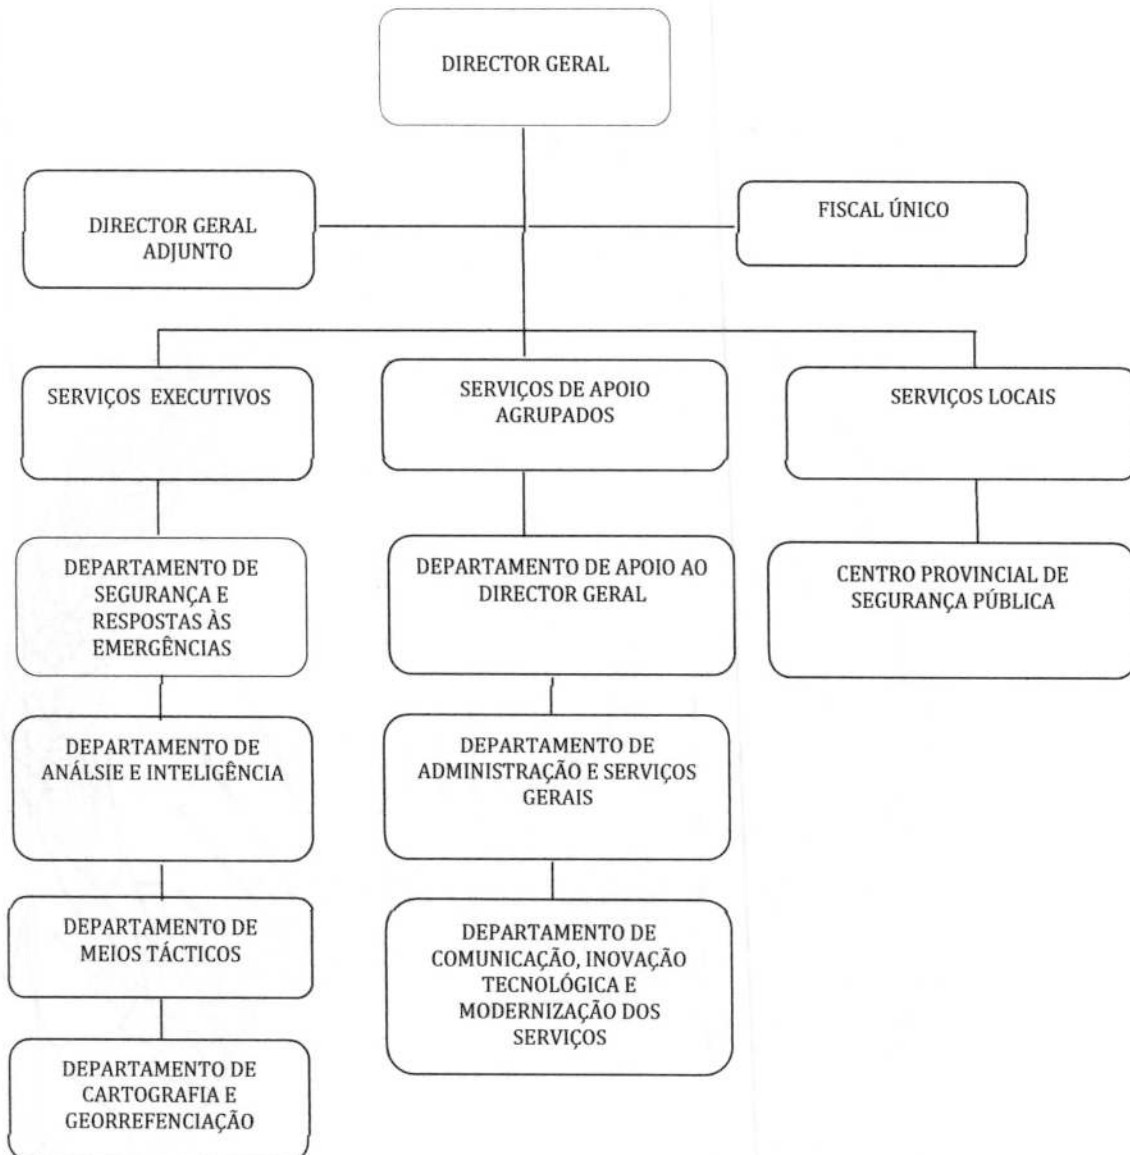 DIRECTOR GERAL
DIRECTOR GERAL
ADJUNTO
FISCAL ÚNICO
SERVIÇOS EXECUTIVOS
SERVIÇOS DE APOIO
AGRUPADOS
SERVIÇOS LOCAIS
DEPARTAMENTO DE
SEGURANÇA E
RESPOSTAS ÀS
EMERGÊNCIAS
DEPARTAMENTO DE APOIO AO
DIRECTOR GERAL
CENTRO PROVINCIAL DE
SEGURANÇA PÚBLICA
DEPARTAMENTO DE
ANÁLSIE E INTELIGÊNCIA
DEPARTAMENTO DE
ADMINISTRAÇÃO E SERVIÇOS
GERAIS
DEPARTAMENTO DE
MEIOS TÁCTICOS
DEPARTAMENTO DE
COMUNICAÇÃO, INOVAÇÃO
TECNOLÓGICA E
MODERNIZAÇÃO DOS
SERVIÇOS
DEPARTAMENTO DE
CARTOGRAFIA E
GEORREFENCIAÇÃO